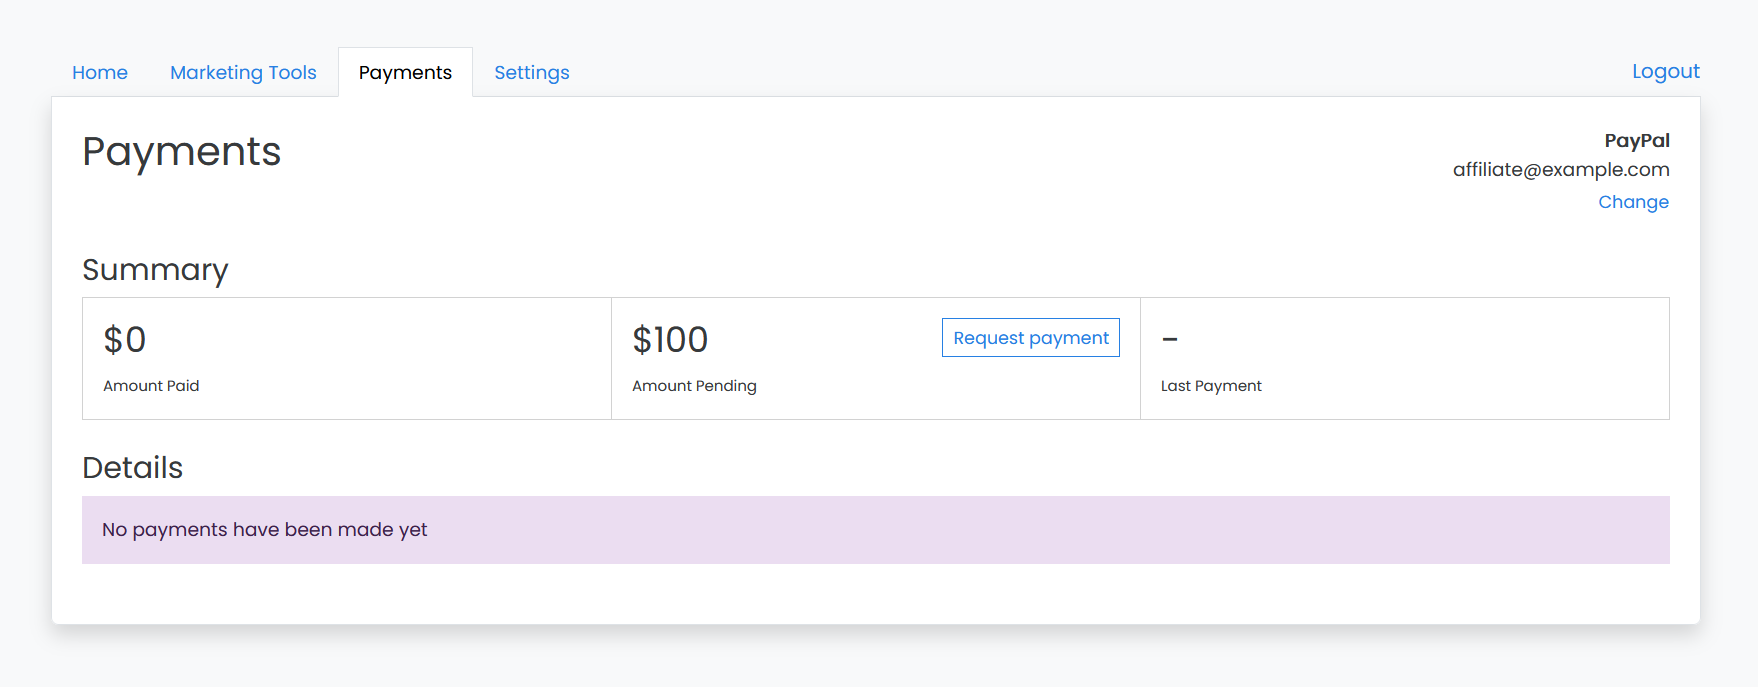 Home Marketing Tools Payments Settings Logout
Payments
PayPal
affiliate@example.com
Change
Summary
$0
Amount Paid
$100 Request payment
Amount Pending
–
Last Payment
Details
No payments have been made yet